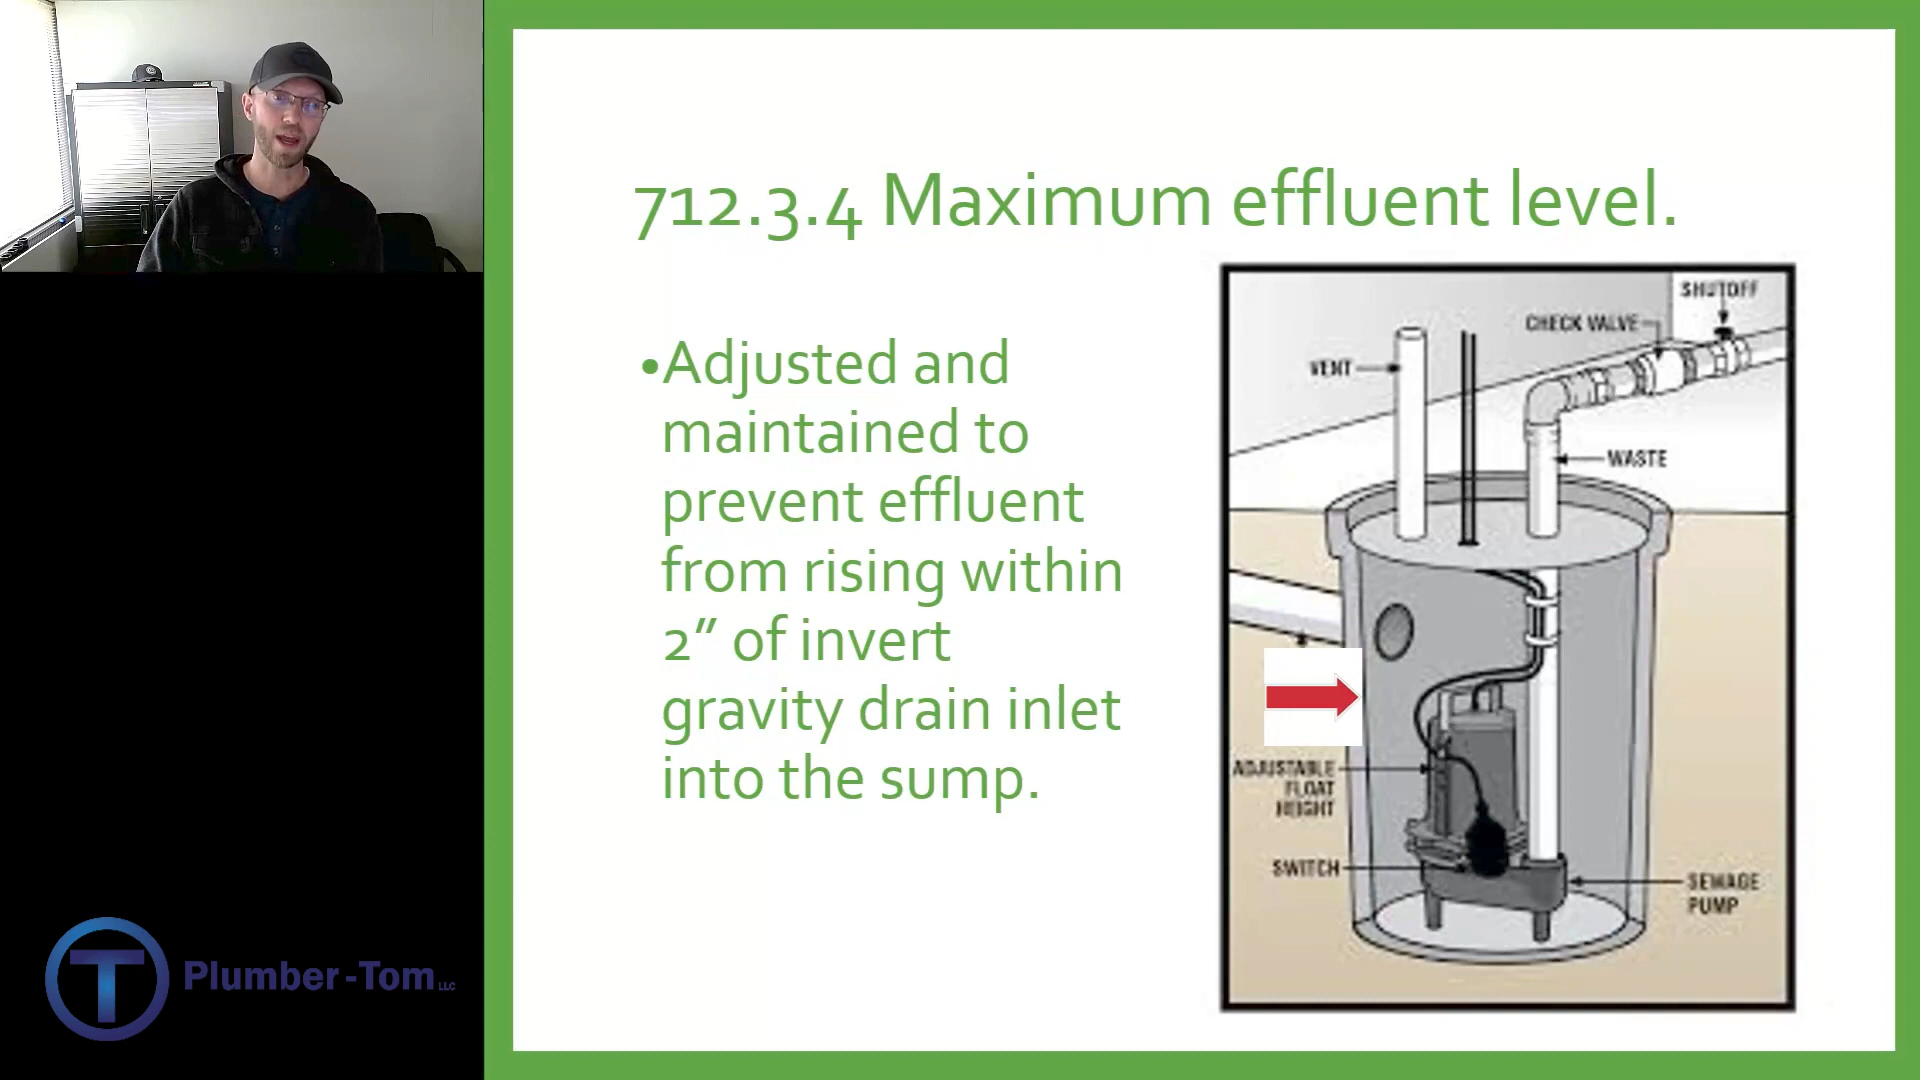 712.3.4 Maximum effluent level.
•Adjusted and
maintained to
prevent effluent
from rising within
2” of invert
gravity drain inlet
into the sump.
SHUTOFF
CHECK VALVE
VENT
WASTE
ADJUSTABLE
FLOAT
HEIGHT
SWITCH
SEWAGE
PUMP
T Plumber-Tom LLC